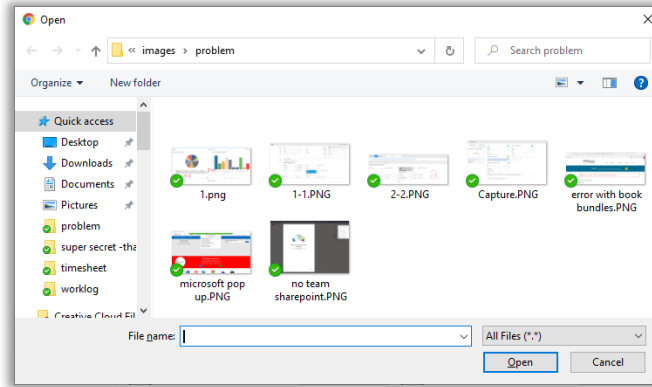 Open
« images › problem
Search problem
Organize
New folder
Quick access
Desktop
Downloads
Documents
Pictures
problem
super secret -tha
timesheet
worklog
Creative Cloud Fil
1.png
1-1.PNG
2-2.PNG
Capture.PNG
error with book
bundles.PNG
microsoft pop
up.PNG
no team
sharepoint.PNG
File name:
All Files (*.*)
Open
Cancel